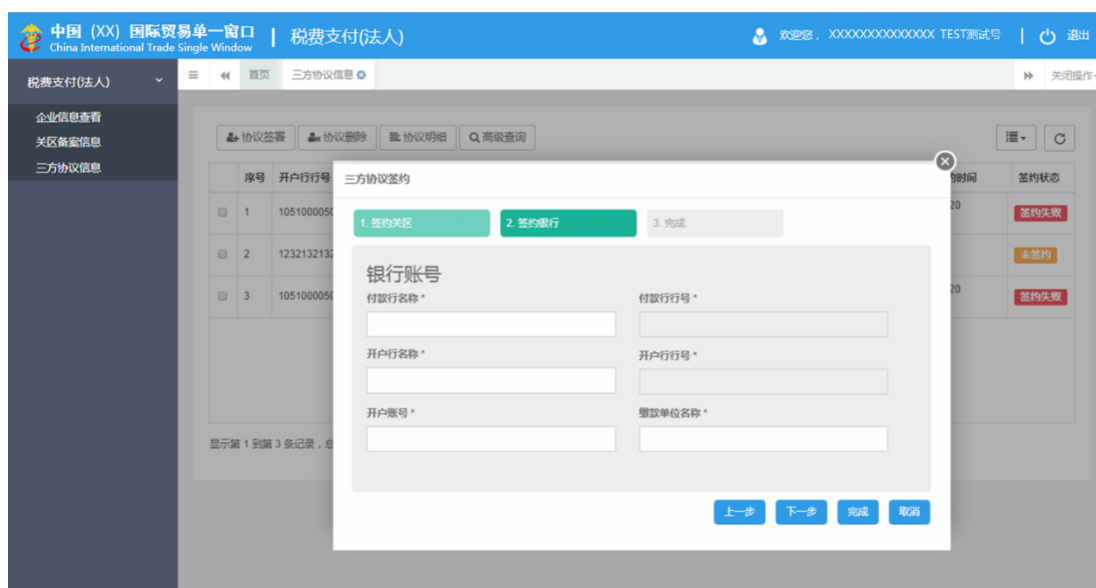 中国 (XX) 国际贸易单一窗口 | 税费支付(法人)
China International Trade Single Window
欢迎您， XXXXXXXXXXXXXX TEST测试号 | 退出
税费支付(法人)
首页 三方协议信息
关闭操作
企业信息查看
关区备案信息
三方协议信息
协议签署 协议删除 协议明细 高级查询
序号 开户行行号 约时间 签约状态
1 1051000050 20 签约失败
2 1232132132 未签约
3 1051000050 20 签约失败
显示第 1 到第 3 条记录，总
三方协议签约
1. 签约关区 2. 签约银行 3. 完成
银行账号
付款行名称 * 付款行行号 *
开户行名称 * 开户行行号 *
开户账号 * 缴款单位名称 *
上一步 下一步 完成 取消